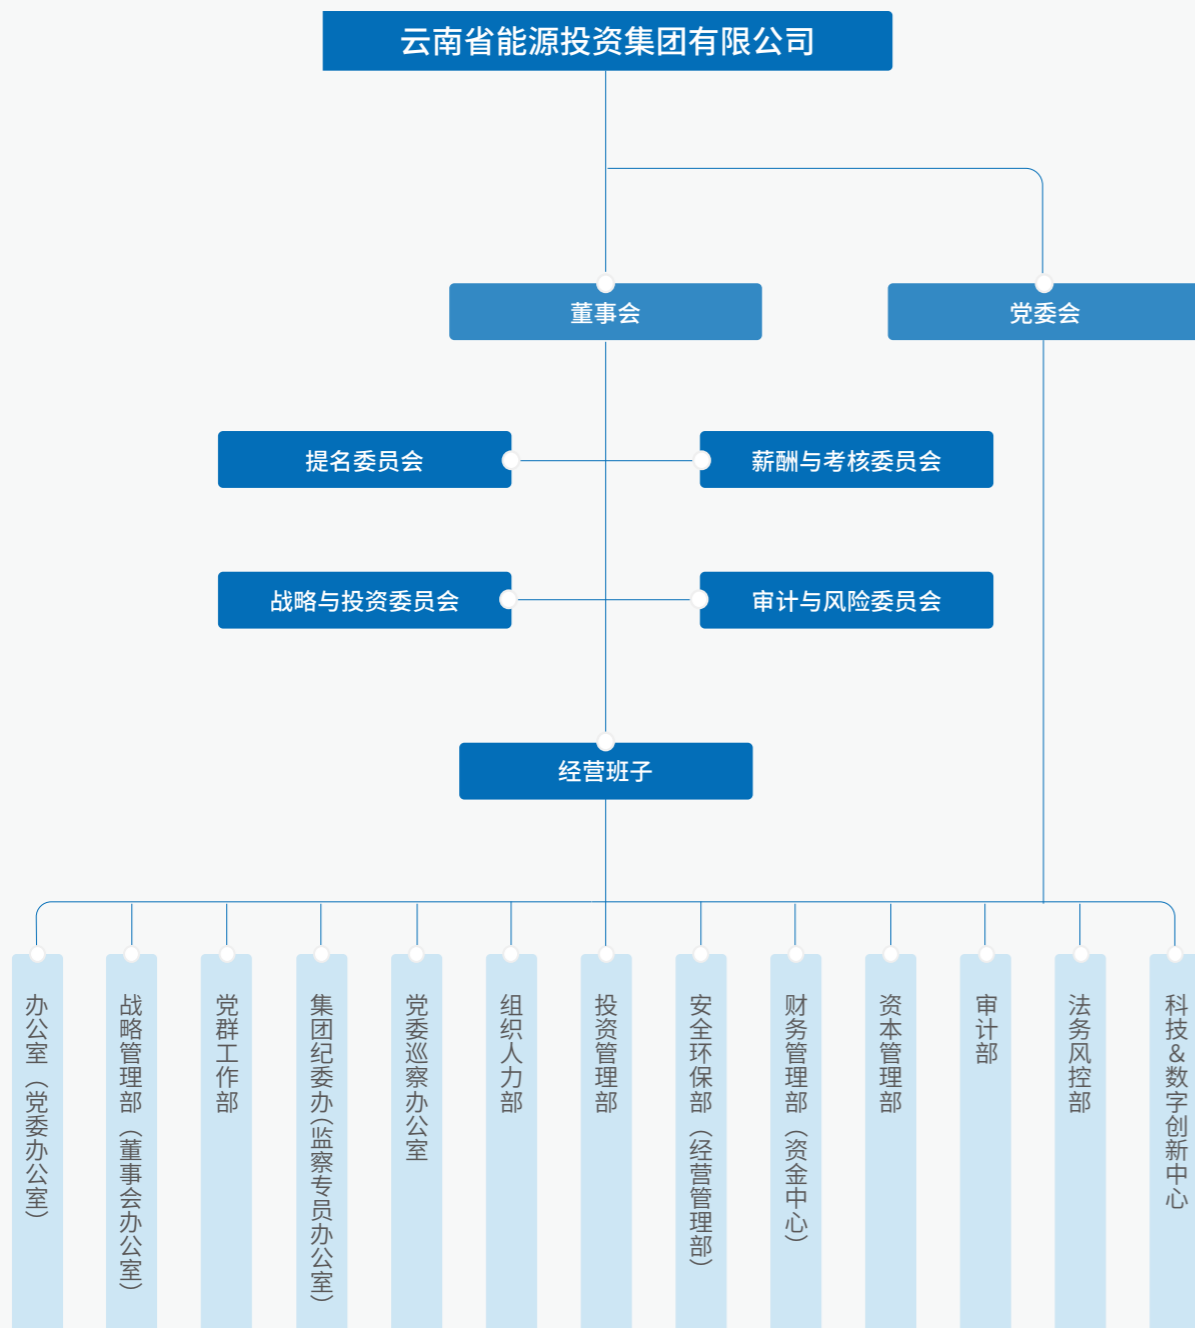 云南省能源投资集团有限公司
董事会
党委会
提名委员会
薪酬与考核委员会
战略与投资委员会
审计与风险委员会
经营班子
办公室（党委办公室）
战略管理部（董事会办公室）
党群工作部
集团纪委办（监察专员办公室）
党委巡察办公室
组织人力部
投资管理部
安全环保部（经营管理部）
财务管理部（资金中心）
资本管理部
审计部
法务风控部
科技&数字创新中心